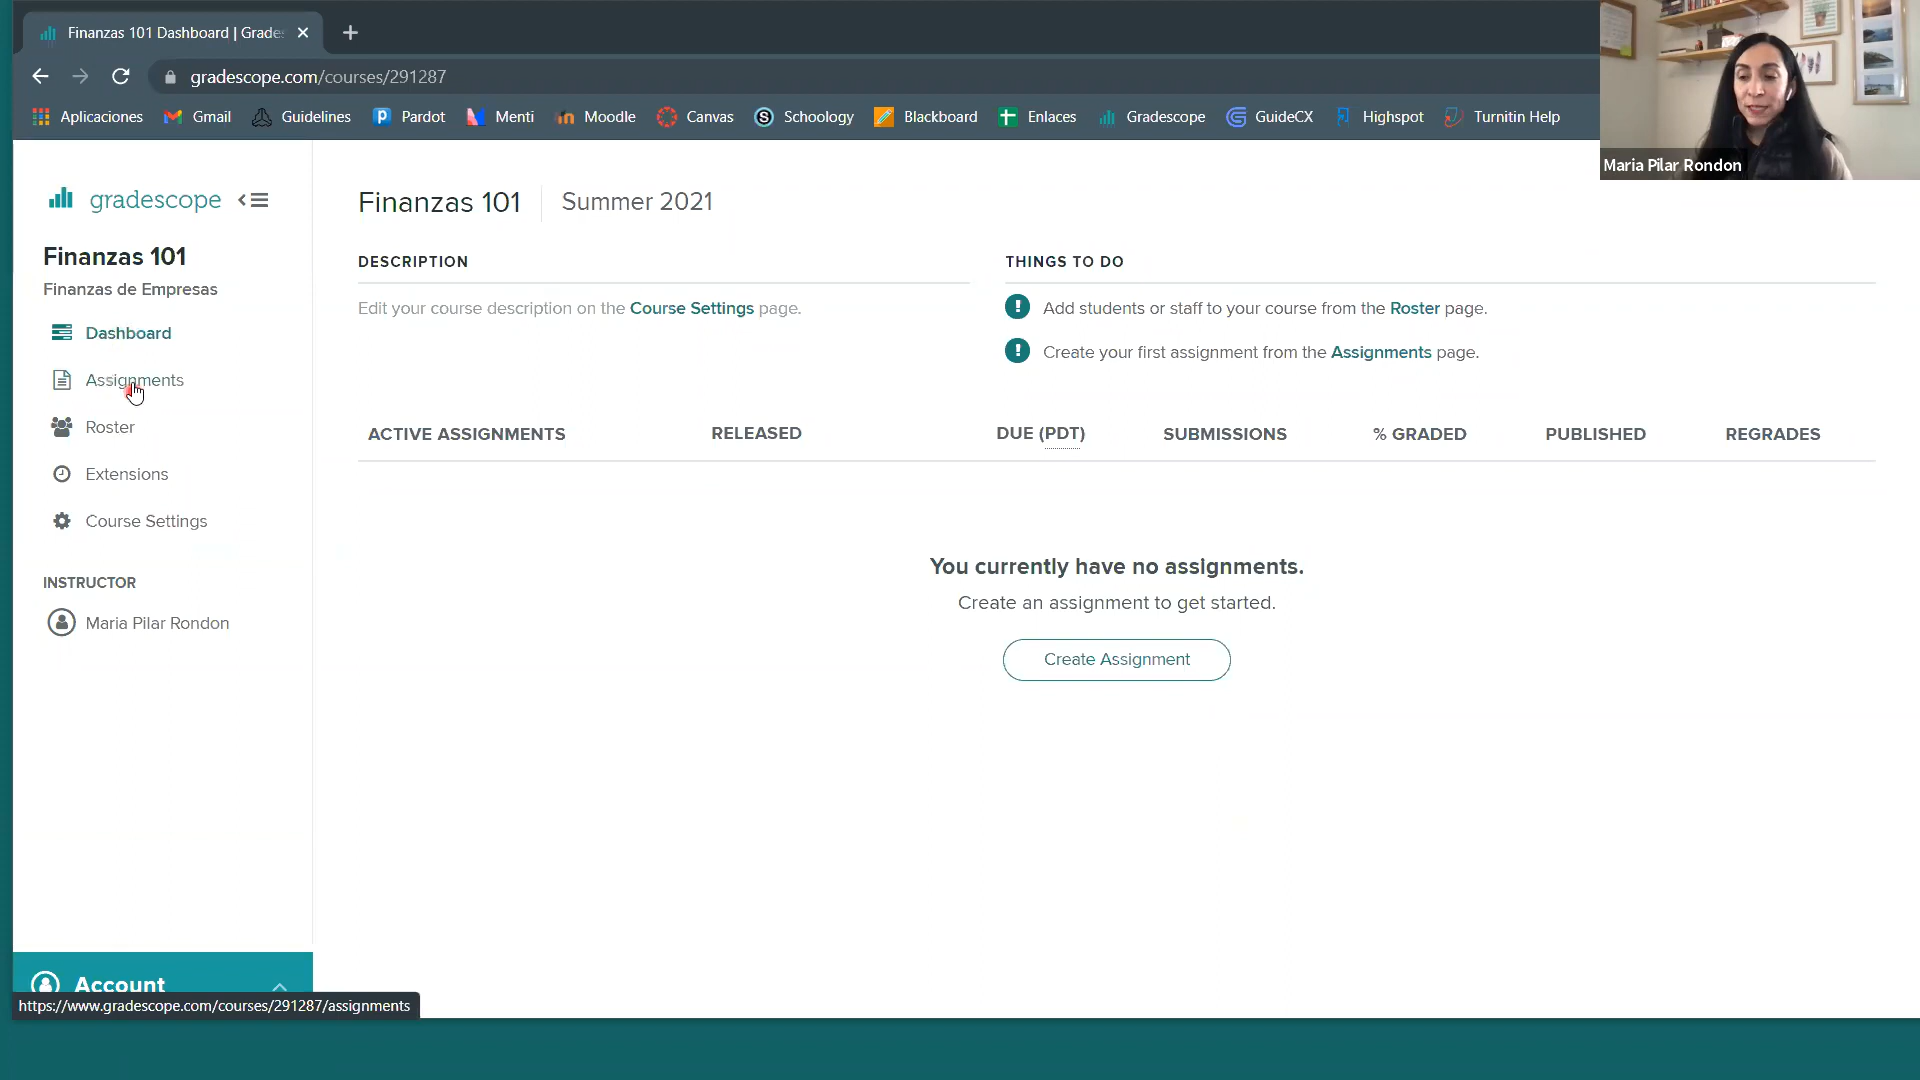 Finanzas 101 Dashboard | Grade
gradescope.com/courses/291287
Aplicaciones Gmail Guidelines Pardot Menti Moodle Canvas Schoology Blackboard Enlaces Gradescope GuideCX Highspot Turnitin Help
Maria Pilar Rondon
gradescope
Finanzas 101
Finanzas de Empresas
Dashboard
Assignments
Roster
Extensions
Course Settings
INSTRUCTOR
Maria Pilar Rondon
Account
https://www.gradescope.com/courses/291287/assignments
Finanzas 101 Summer 2021
DESCRIPTION
Edit your course description on the Course Settings page.
THINGS TO DO
Add students or staff to your course from the Roster page.
Create your first assignment from the Assignments page.
ACTIVE ASSIGNMENTS RELEASED DUE (PDT) SUBMISSIONS % GRADED PUBLISHED REGRADES
You currently have no assignments.
Create an assignment to get started.
Create Assignment